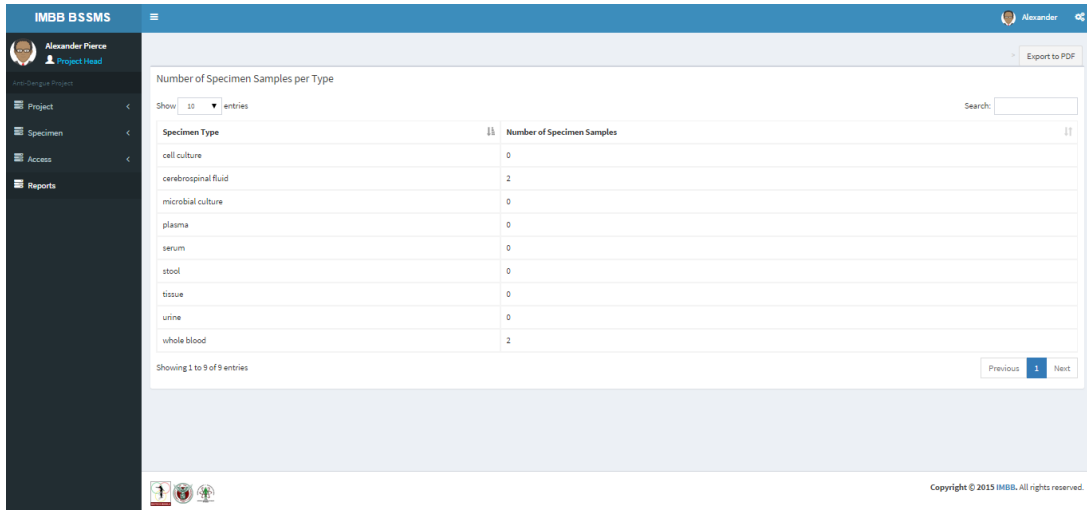 IMBB BSSMS
Alexander
Alexander Pierce
Project Head
Anti-Dengue Project
Project
Specimen
Access
Reports
> Export to PDF
Number of Specimen Samples per Type
Show 10 entries
Search:
Specimen Type Number of Specimen Samples
cell culture 0
cerebrospinal fluid 2
microbial culture 0
plasma 0
serum 0
stool 0
tissue 0
urine 0
whole blood 2
Showing 1 to 9 of 9 entries
Previous 1 Next
Copyright © 2015 IMBB. All rights reserved.